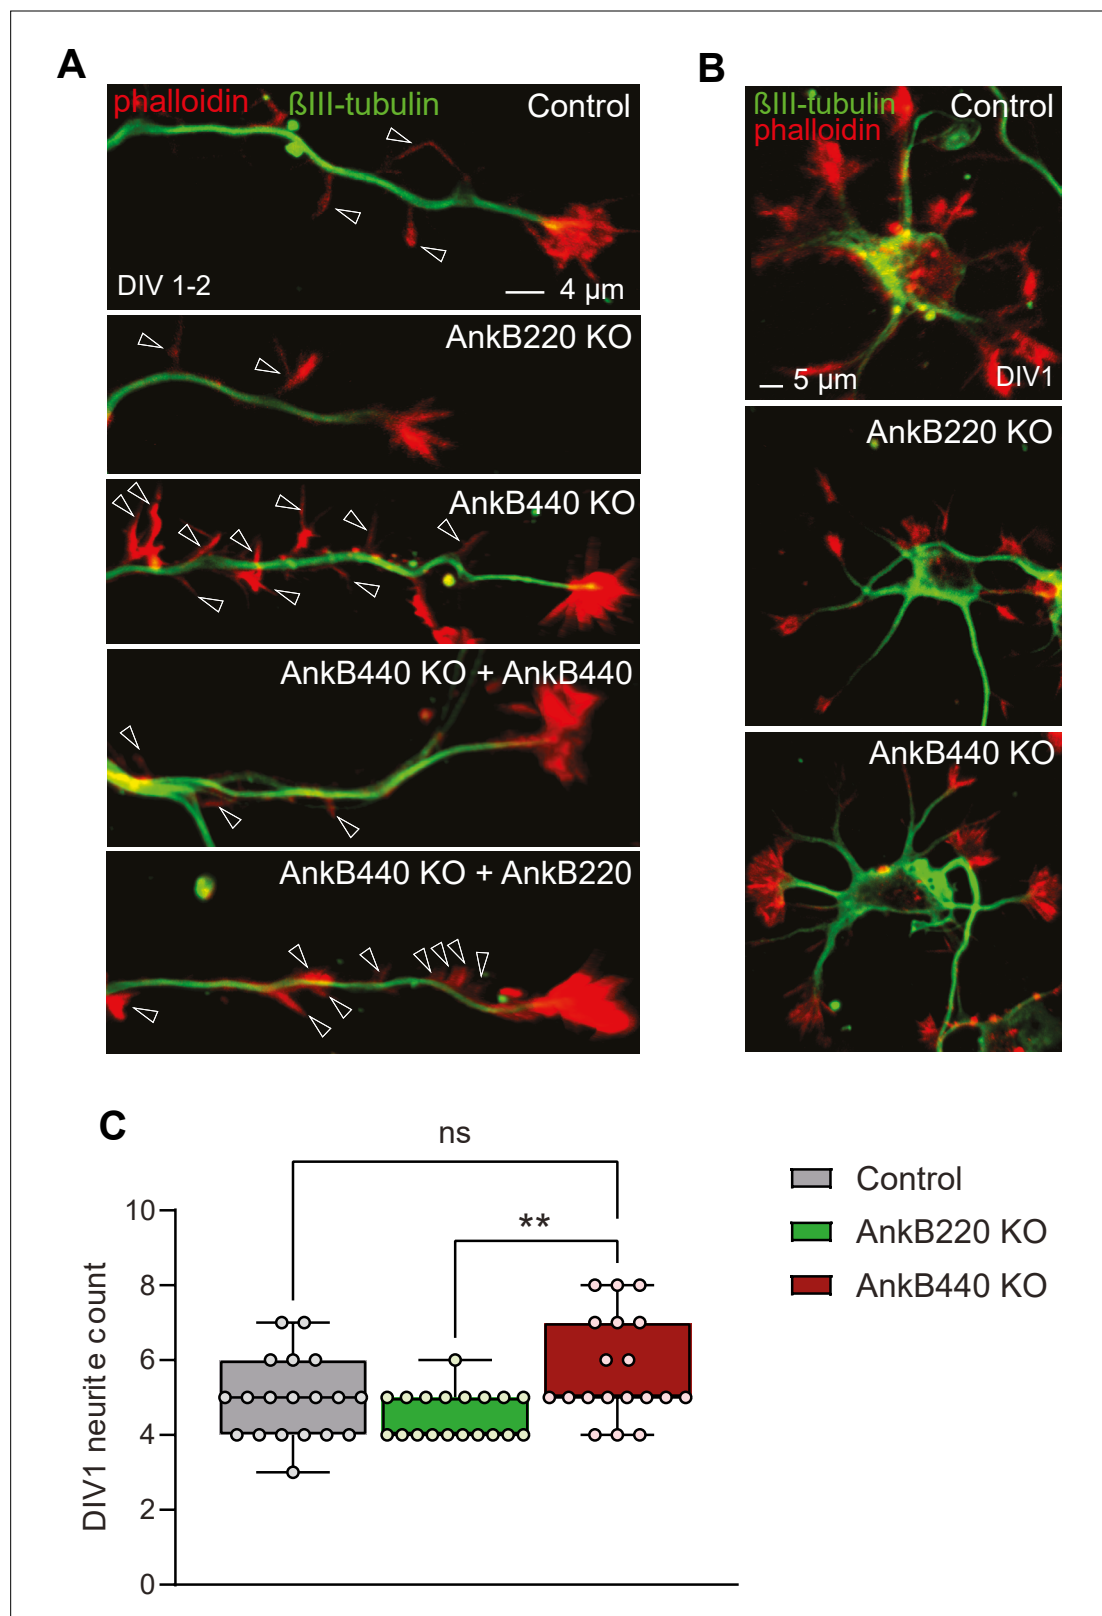 A
phalloidin ßIII-tubulin Control
DIV 1-2
4 µm
AnkB220 KO
AnkB440 KO
AnkB440 KO + AnkB440
AnkB440 KO + AnkB220
B
ßIII-tubulin Control
phalloidin
5 µm DIV1
AnkB220 KO
AnkB440 KO
C
ns
**
DIV1 neurite count
10
8
6
4
2
0
Control
AnkB220 KO
AnkB440 KO